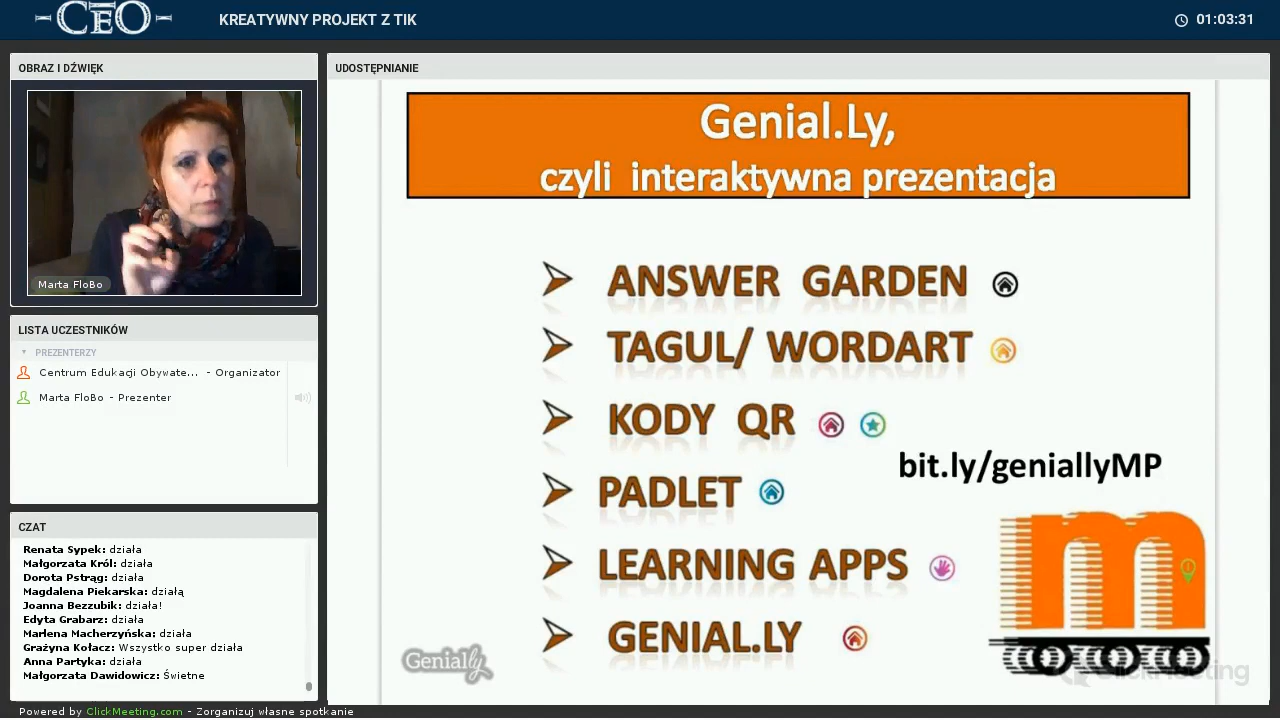 CEO
KREATYWNY PROJEKT Z TIK
01:03:31
OBRAZ I DŹWIĘK
Marta FloBo
LISTA UCZESTNIKÓW
PREZENTERZY
Centrum Edukacji Obywate... - Organizator
Marta FloBo - Prezenter
CZAT
Renata Sypek: działa
Małgorzata Król: działa
Dorota Pstrąg: działa
Magdalena Piekarska: działą
Joanna Bezzubik: działa!
Edyta Grabarz: działa
Marlena Macherzyńska: działa
Grażyna Kołacz: Wszystko super działa
Anna Partyka: działa
Małgorzata Dawidowicz: Świetne
Powered by ClickMeeting.com - Zorganizuj własne spotkanie
UDOSTĘPNIANIE
Genial.Ly,
czyli interaktywna prezentacja
ANSWER GARDEN
TAGUL/ WORDART
KODY QR
bit.ly/geniallyMP
PADLET
LEARNING APPS
GENIAL.LY
Genially
m
ClickMeeting